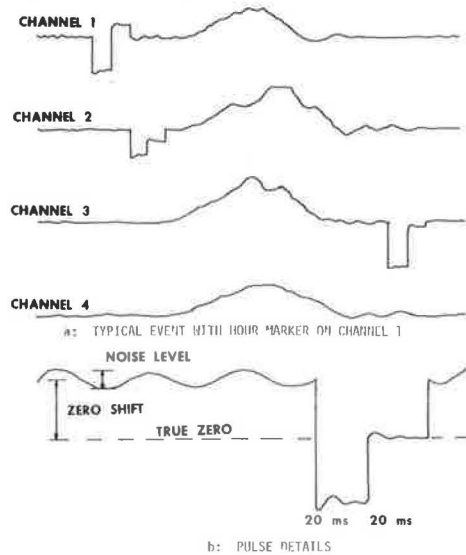 CHANNEL 1
CHANNEL 2
CHANNEL 3
CHANNEL 4
a: TYPICAL EVENT WITH HOUR MARKER ON CHANNEL 1
NOISE LEVEL
ZERO SHIFT
TRUE ZERO
20 ms 20 ms
b: PULSE DETAILS